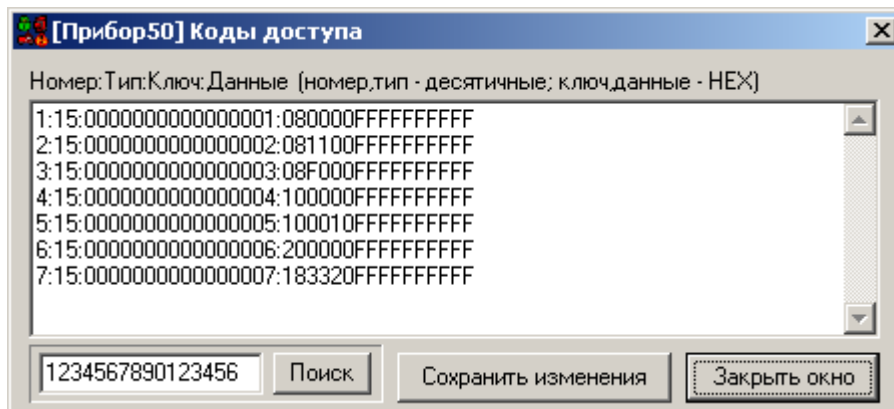 [Прибор50] Коды доступа
Номер:Тип:Ключ:Данные (номер,тип - десятичные; ключ,данные - HEX)
1:15:0000000000000001:080000FFFFFFFFFF
2:15:0000000000000002:081100FFFFFFFFFF
3:15:0000000000000003:08F000FFFFFFFFFF
4:15:0000000000000004:100000FFFFFFFFFF
5:15:0000000000000005:100010FFFFFFFFFF
6:15:0000000000000006:200000FFFFFFFFFF
7:15:0000000000000007:183320FFFFFFFFFF
1234567890123456 Поиск Сохранить изменения Закрыть окно